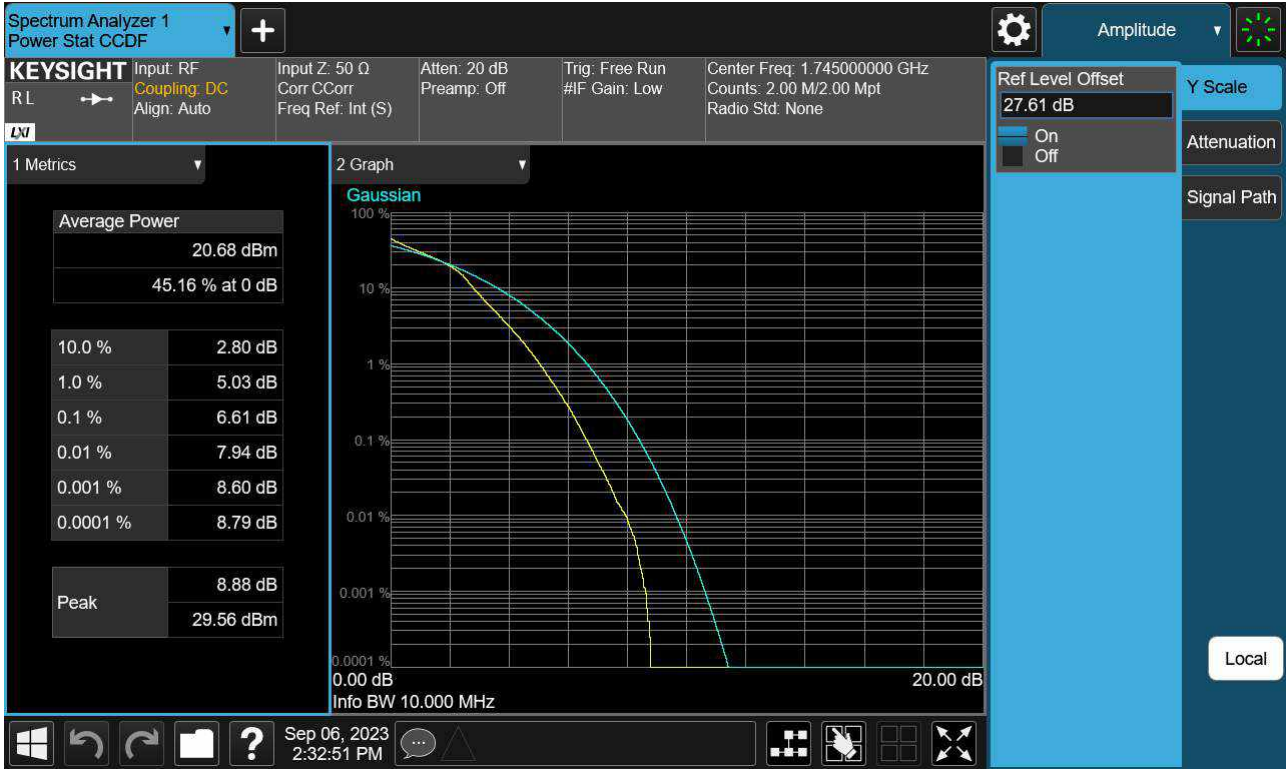 Spectrum Analyzer 1
Power Stat CCDF
+
Amplitude
KEYSIGHT
R L
LXI
Input: RF
Coupling: DC
Align: Auto
Input Z: 50 Ω
Corr CCorr
Freq Ref: Int (S)
Atten: 20 dB
Preamp: Off
Trig: Free Run
#IF Gain: Low
Center Freq: 1.745000000 GHz
Counts: 2.00 M/2.00 Mpt
Radio Std: None
Ref Level Offset
27.61 dB
On
Off
Y Scale
Attenuation
Signal Path
Local
1 Metrics
Average Power
20.68 dBm
45.16 % at 0 dB
10.0 % 2.80 dB
1.0 % 5.03 dB
0.1 % 6.61 dB
0.01 % 7.94 dB
0.001 % 8.60 dB
0.0001 % 8.79 dB
Peak
8.88 dB
29.56 dBm
2 Graph
Gaussian
100 %
10 %
1 %
0.1 %
0.01 %
0.001 %
0.0001 %
0.00 dB 20.00 dB
Info BW 10.000 MHz
?
Sep 06, 2023
2:32:51 PM